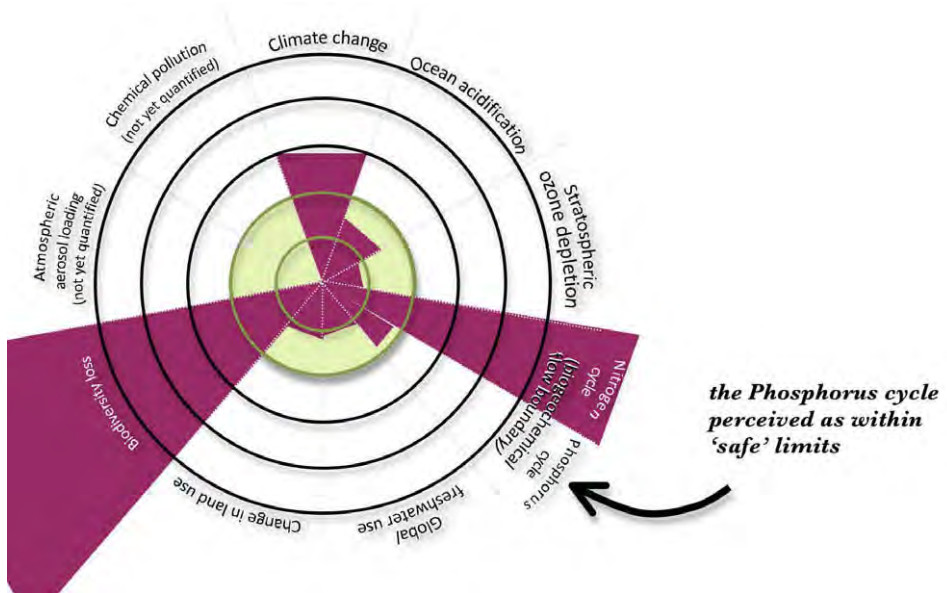 Climate change
Ocean acidification
Stratospheric
ozone depletion
Nitrogen
cycle
(biogeochemical
flow boundary)
Phosphorus
cycle
Global
freshwater use
Change in land use
Biodiversity loss
Atmospheric
aerosol loading
(not yet quantified)
Chemical pollution
(not yet quantified)
the Phosphorus cycle
perceived as within
‘safe’ limits